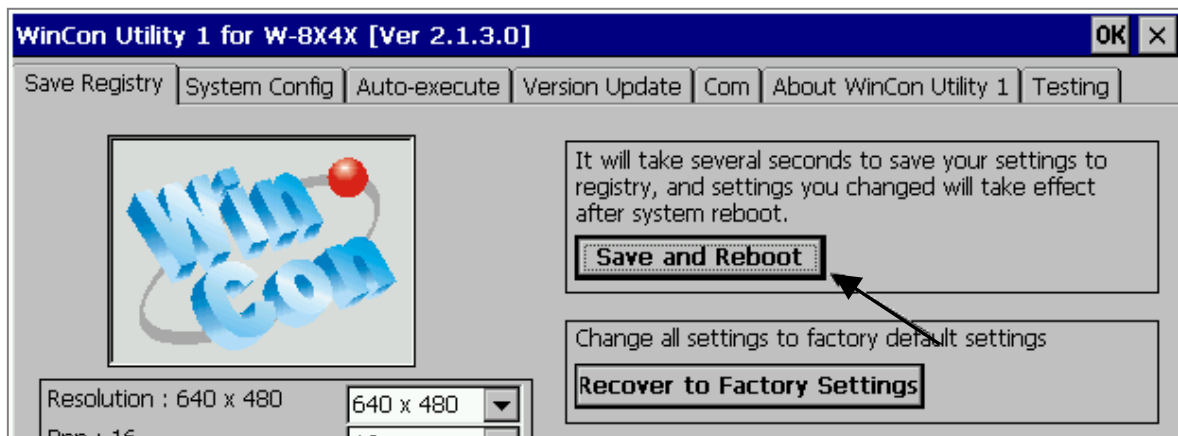 WinCon Utility 1 for W-8X4X [Ver 2.1.3.0] OK ×
Save Registry System Config Auto-execute Version Update Com About WinCon Utility 1 Testing
Win
Con
It will take several seconds to save your settings to
registry, and settings you changed will take effect
after system reboot.
Save and Reboot
Change all settings to factory default settings
Recover to Factory Settings
Resolution : 640 x 480 640 x 480